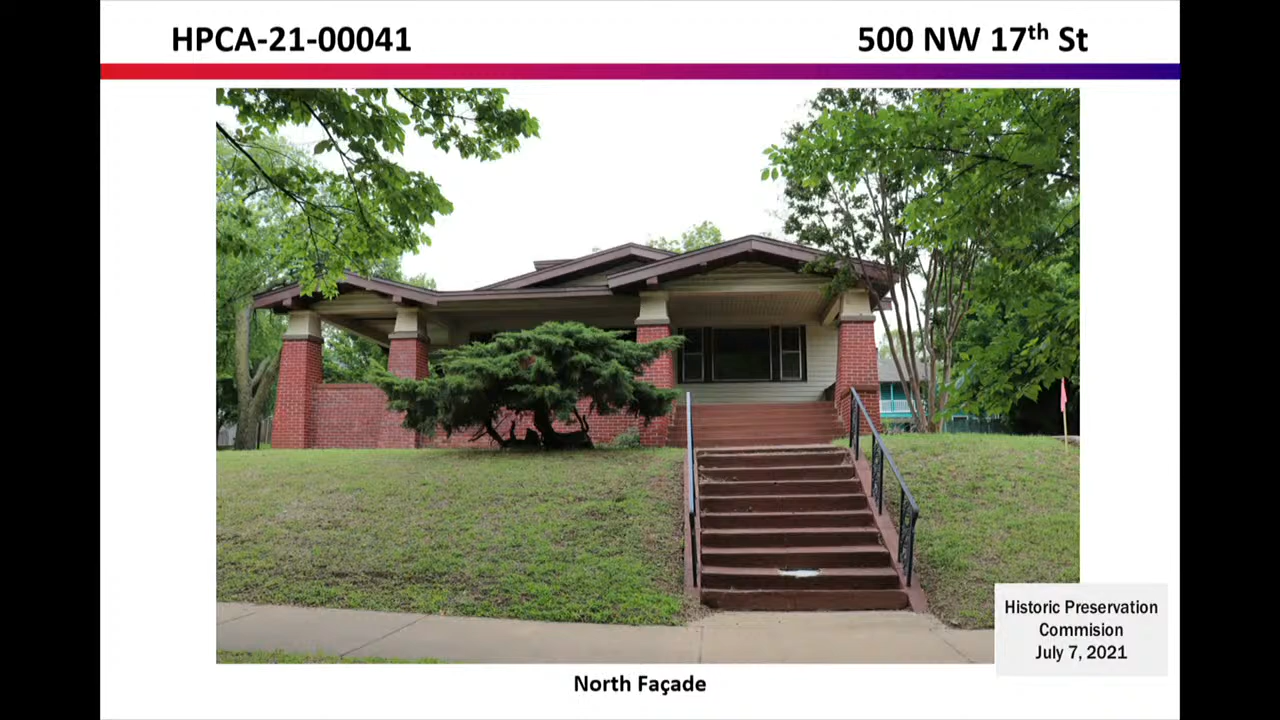 HPCA-21-00041
500 NW 17th St
Historic Preservation
Commision
July 7, 2021
North Façade